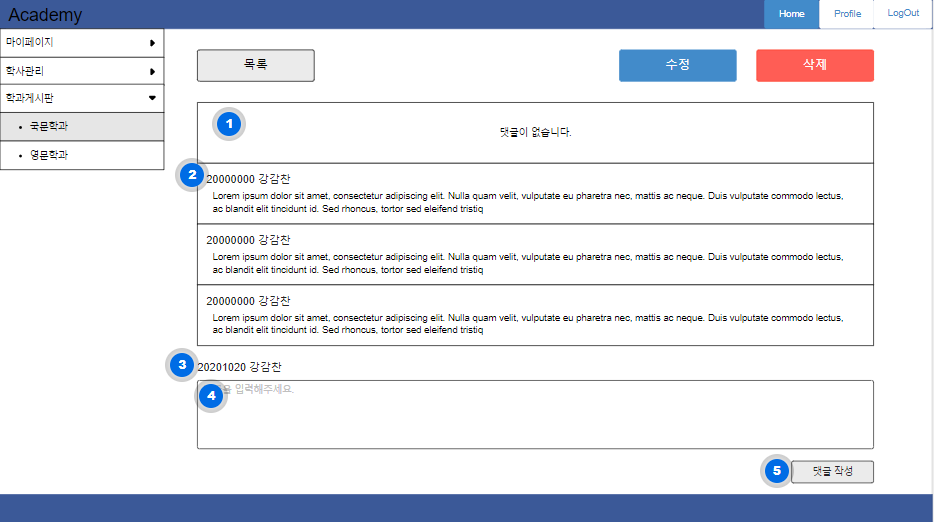 Academy
Home Profile LogOut
마이페이지
학사관리
학과게시판
국문학과
영문학과
목록 수정 삭제
1
댓글이 없습니다.
2
20000000 강감찬
Lorem ipsum dolor sit amet, consectetur adipiscing elit. Nulla quam velit, vulputate eu pharetra nec, mattis ac neque. Duis vulputate commodo lectus,
ac blandit elit tincidunt id. Sed rhoncus, tortor sed eleifend tristiq
20000000 강감찬
Lorem ipsum dolor sit amet, consectetur adipiscing elit. Nulla quam velit, vulputate eu pharetra nec, mattis ac neque. Duis vulputate commodo lectus,
ac blandit elit tincidunt id. Sed rhoncus, tortor sed eleifend tristiq
20000000 강감찬
Lorem ipsum dolor sit amet, consectetur adipiscing elit. Nulla quam velit, vulputate eu pharetra nec, mattis ac neque. Duis vulputate commodo lectus,
ac blandit elit tincidunt id. Sed rhoncus, tortor sed eleifend tristiq
3 20201020 강감찬
4 입력해주세요.
5 댓글 작성